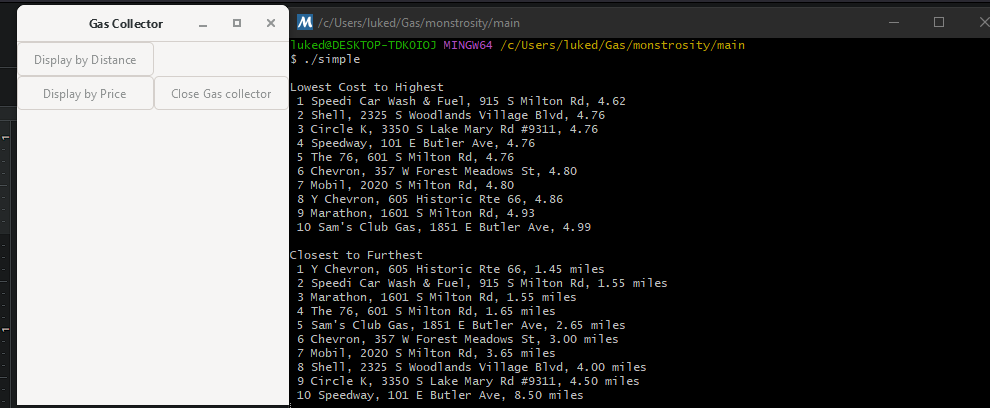 Gas Collector
Display by Distance
Display by Price
Close Gas collector
/c/Users/luked/Gas/monstrosity/main
luked@DESKTOP-TDKOIOJ MINGW64 /c/Users/luked/Gas/monstrosity/main
$ ./simple
Lowest Cost to Highest
1 Speedi Car Wash & Fuel, 915 S Milton Rd, 4.62
2 Shell, 2325 S Woodlands Village Blvd, 4.76
3 Circle K, 3350 S Lake Mary Rd #9311, 4.76
4 Speedway, 101 E Butler Ave, 4.76
5 The 76, 601 S Milton Rd, 4.76
6 Chevron, 357 W Forest Meadows St, 4.80
7 Mobil, 2020 S Milton Rd, 4.80
8 Y Chevron, 605 Historic Rte 66, 4.86
9 Marathon, 1601 S Milton Rd, 4.93
10 Sam's Club Gas, 1851 E Butler Ave, 4.99
Closest to Furthest
1 Y Chevron, 605 Historic Rte 66, 1.45 miles
2 Speedi Car Wash & Fuel, 915 S Milton Rd, 1.55 miles
3 Marathon, 1601 S Milton Rd, 1.55 miles
4 The 76, 601 S Milton Rd, 1.65 miles
5 Sam's Club Gas, 1851 E Butler Ave, 2.65 miles
6 Chevron, 357 W Forest Meadows St, 3.00 miles
7 Mobil, 2020 S Milton Rd, 3.65 miles
8 Shell, 2325 S Woodlands Village Blvd, 4.00 miles
9 Circle K, 3350 S Lake Mary Rd #9311, 4.50 miles
10 Speedway, 101 E Butler Ave, 8.50 miles